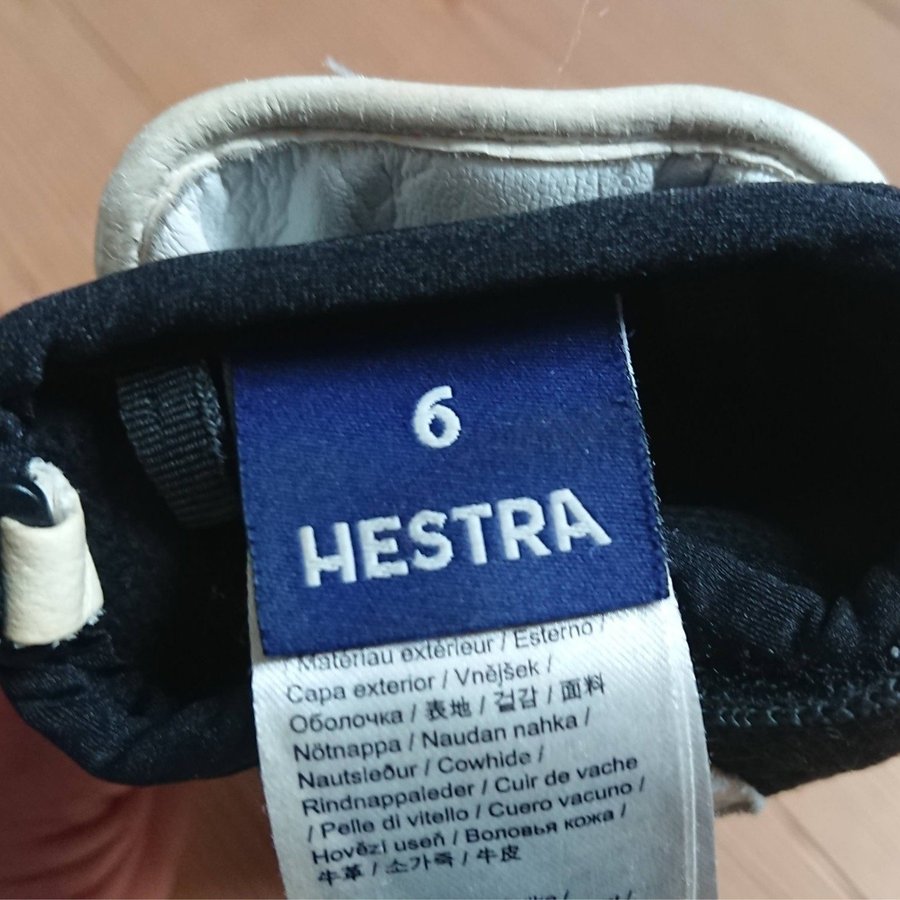 6
HESTRA
/ Matériau extérieur / Esterno /
Capa exterior / Vnějšek /
Оболочка / 表地 / 겉감 / 面料
Nötnappa / Naudan nahka /
Nautsleður / Cowhide /
Rindnappaleder / Cuir de vache
/ Pelle di vitello / Cuero vacuno /
Hovězí useň / Воловья кожа /
牛革 / 소가죽 / 牛皮